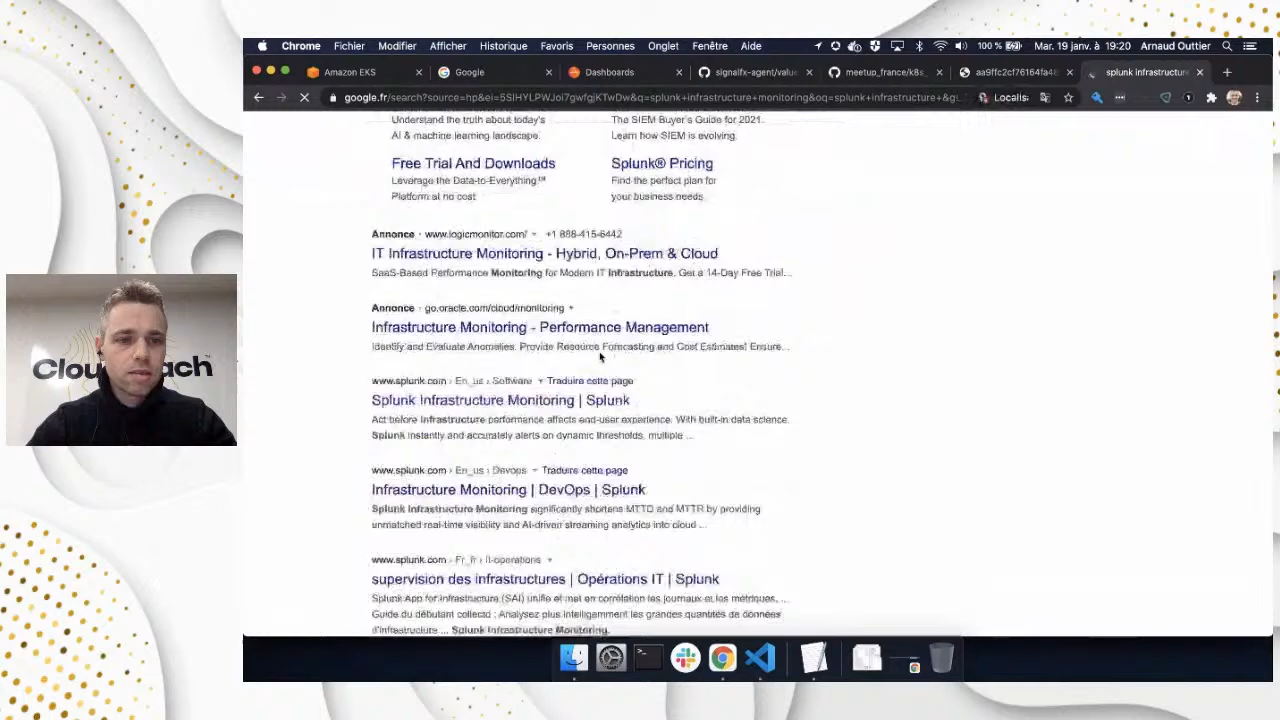 Chrome Fichier Modifier Afficher Historique Favoris Personnes Onglet Fenêtre Aide 100 % Mar. 19 janv. à 19:20 Arnaud Outtier
Amazon EKS Google Dashboards signalfx-agent/value meetup_france/k8s_ aa9ffc2cf76164fa48 splunk infrastructure
google.fr/search?source=hp&ei=5SIHYLPWJoi7gwfgjKTwDw&q=splunk+infrastructure+monitoring&oq=splunk+infrastructure+&g... Localis
Understand the truth about today's
AI & machine learning landscape.
The SIEM Buyer's Guide for 2021.
Learn how SIEM is evolving.
Free Trial And Downloads
Leverage the Data-to-Everything™
Platform at no cost
Splunk® Pricing
Find the perfect plan for
your business needs
Annonce · www.logicmonitor.com/ +1 888-415-6442
IT Infrastructure Monitoring - Hybrid, On-Prem & Cloud
SaaS-Based Performance Monitoring for Modern IT Infrastructure. Get a 14-Day Free Trial...
Annonce · go.oracle.com/cloud/monitoring
Infrastructure Monitoring - Performance Management
Identify and Evaluate Anomalies. Provide Resource Forecasting and Cost Estimates! Ensure...
www.splunk.com › En_us › Software Traduire cette page
Splunk Infrastructure Monitoring | Splunk
Act before Infrastructure performance affects end-user experience. With built-in data science.
Splunk instantly and accurately alerts on dynamic thresholds, multiple ...
www.splunk.com › En_us › Devops Traduire cette page
Infrastructure Monitoring | DevOps | Splunk
Splunk Infrastructure Monitoring significantly shortens MTTD and MTTR by providing
unmatched real-time visibility and AI-driven streaming analytics into cloud ...
www.splunk.com › Fr_fr › It-operations
supervision des infrastructures | Opérations IT | Splunk
Splunk App for Infrastructure (SAI) unifie et met en corrélation les journaux et les métriques, ...
Guide du débutant collectd : Analysez plus intelligemment les grandes quantités de données
d'infrastructure ... Splunk Infrastructure Monitoring.